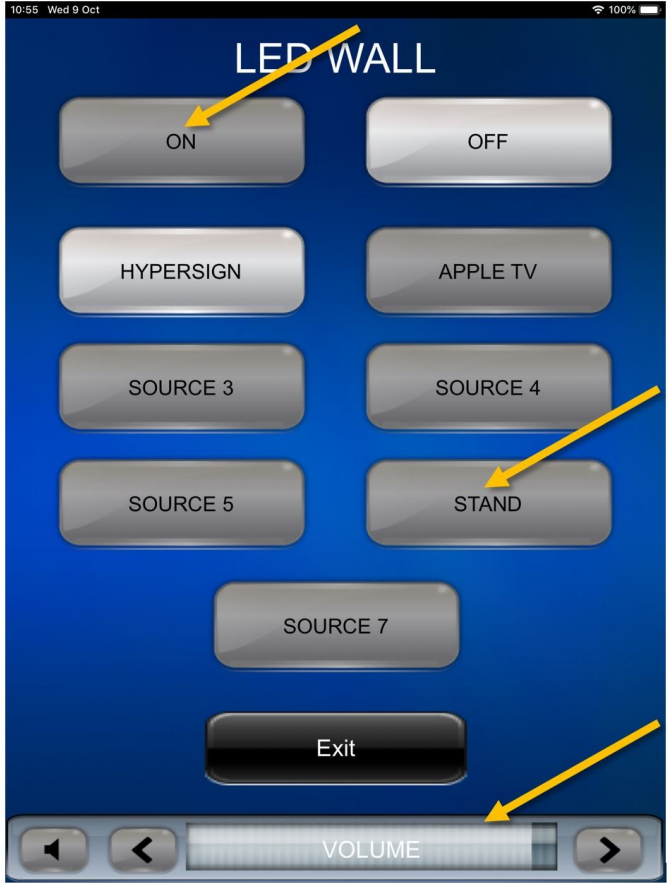 10:55 Wed 9 Oct 100%
LED WALL
ON OFF
HYPERSIGN APPLE TV
SOURCE 3 SOURCE 4
SOURCE 5 STAND
SOURCE 7
Exit
VOLUME